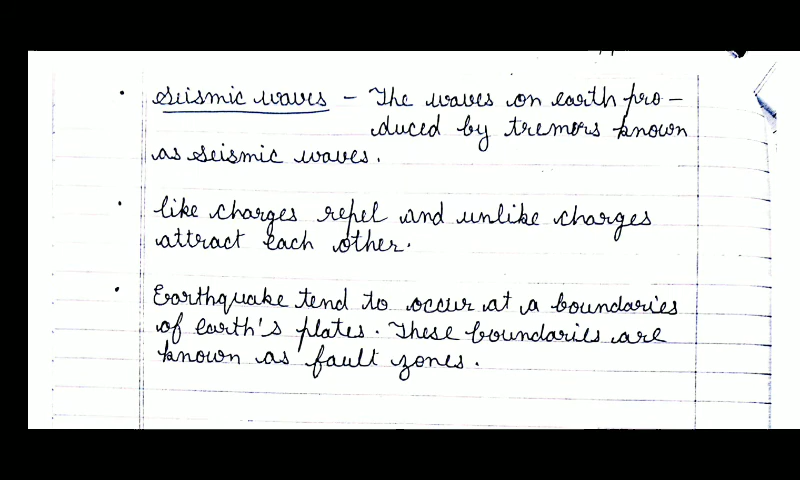 • Seismic waves – The waves on earth pro–
duced by tremors known
as seismic waves.
• like charges repel and unlike charges
attract each other.
• Earthquake tend to occur at a boundaries
of earth's plates. These boundaries are
known as fault zones.